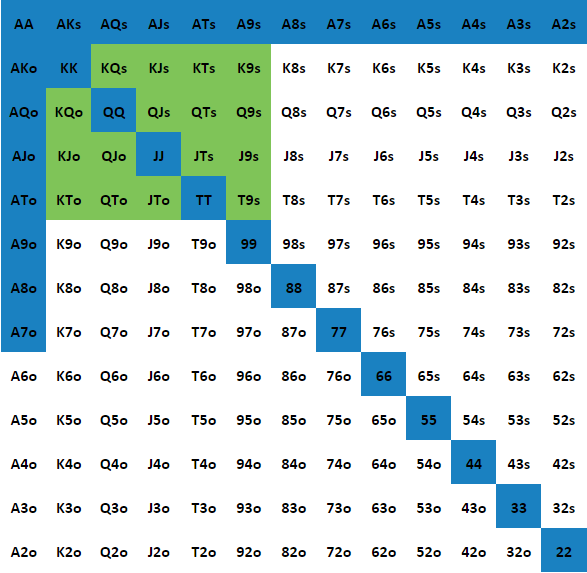 AA AKs AQs AJs ATs A9s A8s A7s A6s A5s A4s A3s A2s
AKo KK KQs KJs KTs K9s K8s K7s K6s K5s K4s K3s K2s
AQo KQo QQ QJs QTs Q9s Q8s Q7s Q6s Q5s Q4s Q3s Q2s
AJo KJo QJo JJ JTs J9s J8s J7s J6s J5s J4s J3s J2s
ATo KTo QTo JTo TT T9s T8s T7s T6s T5s T4s T3s T2s
A9o K9o Q9o J9o T9o 99 98s 97s 96s 95s 94s 93s 92s
A8o K8o Q8o J8o T8o 98o 88 87s 86s 85s 84s 83s 82s
A7o K7o Q7o J7o T7o 97o 87o 77 76s 75s 74s 73s 72s
A6o K6o Q6o J6o T6o 96o 86o 76o 66 65s 64s 63s 62s
A5o K5o Q5o J5o T5o 95o 85o 75o 65o 55 54s 53s 52s
A4o K4o Q4o J4o T4o 94o 84o 74o 64o 54o 44 43s 42s
A3o K3o Q3o J3o T3o 93o 83o 73o 63o 53o 43o 33 32s
A2o K2o Q2o J2o T2o 92o 82o 72o 62o 52o 42o 32o 22